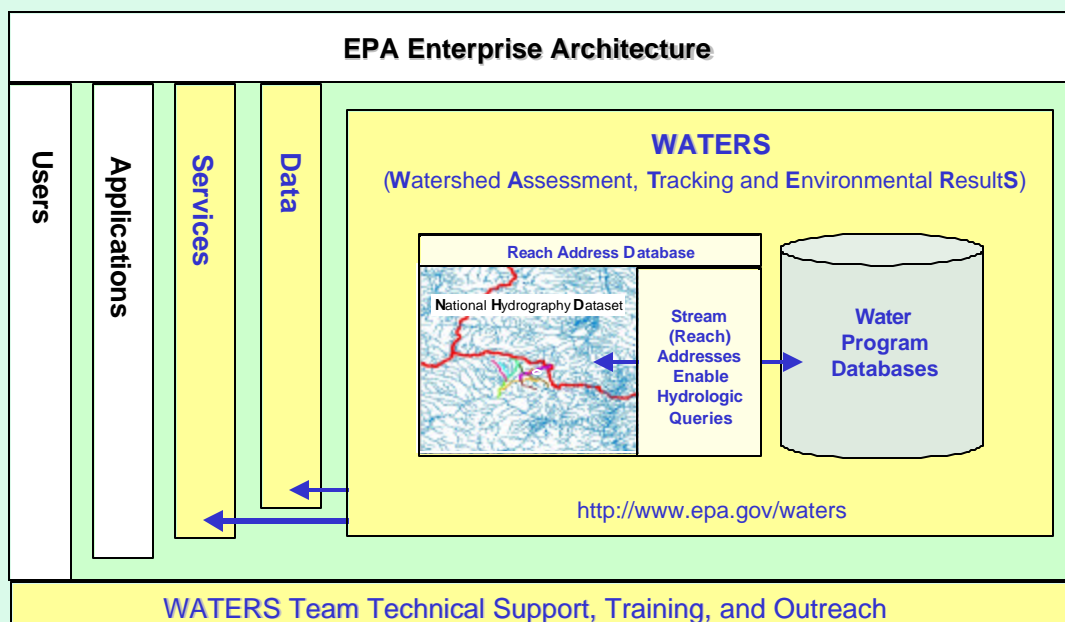 EPA Enterprise Architecture
Users
Applications
Services
Data
WATERS
(Watershed Assessment, Tracking and Environmental ResultS)
Reach Address Database
National Hydrography Dataset
Stream
(Reach)
Addresses
Enable
Hydrologic
Queries
Water
Program
Databases
http://www.epa.gov/waters
WATERS Team Technical Support, Training, and Outreach